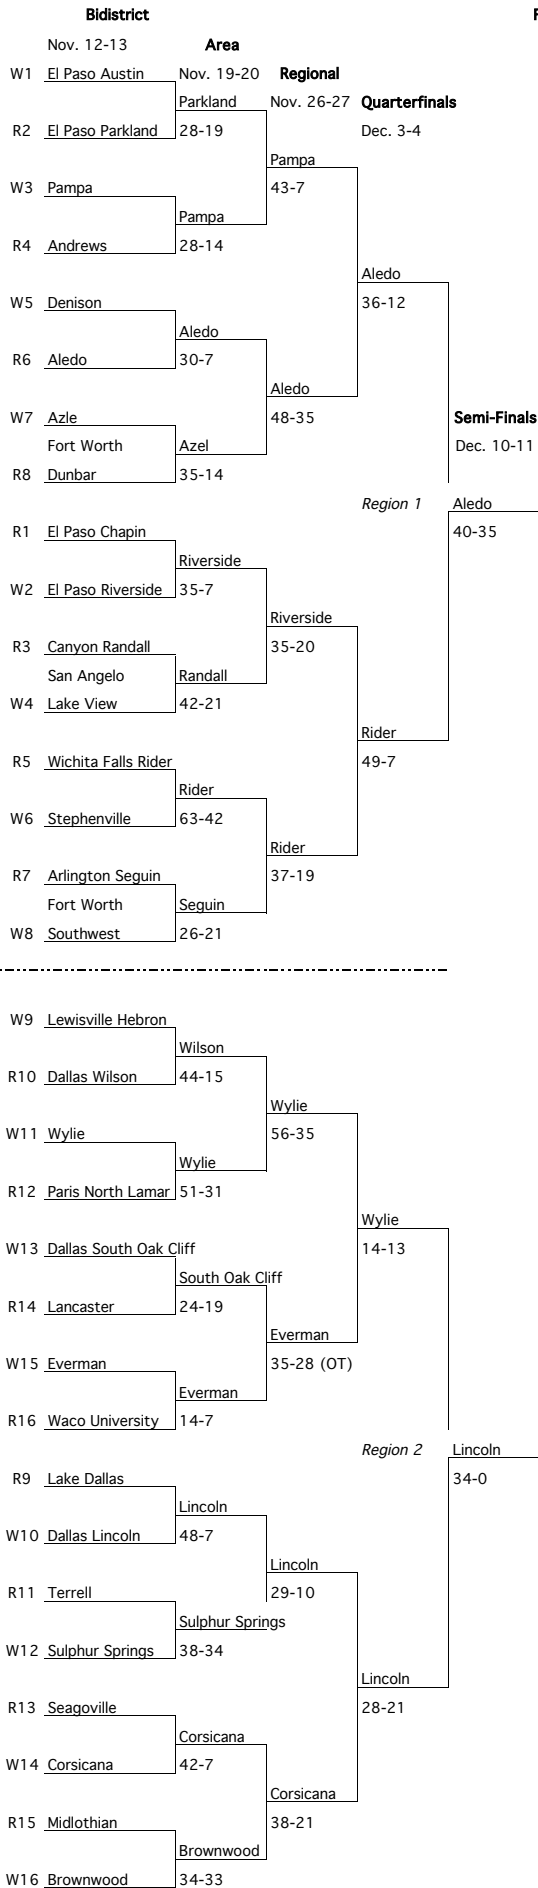 Bidistrict F
Nov. 12-13 Area
W1 El Paso Austin Nov. 19-20 Regional
Parkland Nov. 26-27 Quarterfinals
R2 El Paso Parkland 28-19 Dec. 3-4
Pampa
W3 Pampa 43-7
Pampa
R4 Andrews 28-14
Aledo
W5 Denison 36-12
Aledo
R6 Aledo 30-7
Aledo
W7 Azle 48-35 Semi-Finals
Fort Worth Azel Dec. 10-11
R8 Dunbar 35-14
Region 1 Aledo
R1 El Paso Chapin 40-35
Riverside
W2 El Paso Riverside 35-7
Riverside
R3 Canyon Randall 35-20
San Angelo Randall
W4 Lake View 42-21
Rider
R5 Wichita Falls Rider 49-7
Rider
W6 Stephenville 63-42
Rider
R7 Arlington Seguin 37-19
Fort Worth Seguin
W8 Southwest 26-21
W9 Lewisville Hebron
Wilson
R10 Dallas Wilson 44-15
Wylie
W11 Wylie 56-35
Wylie
R12 Paris North Lamar 51-31
Wylie
W13 Dallas South Oak Cliff 14-13
South Oak Cliff
R14 Lancaster 24-19
Everman
W15 Everman 35-28 (OT)
Everman
R16 Waco University 14-7
Region 2 Lincoln
R9 Lake Dallas 34-0
Lincoln
W10 Dallas Lincoln 48-7
Lincoln
R11 Terrell 29-10
Sulphur Springs
W12 Sulphur Springs 38-34
Lincoln
R13 Seagoville 28-21
Corsicana
W14 Corsicana 42-7
Corsicana
R15 Midlothian 38-21
Brownwood
W16 Brownwood 34-33